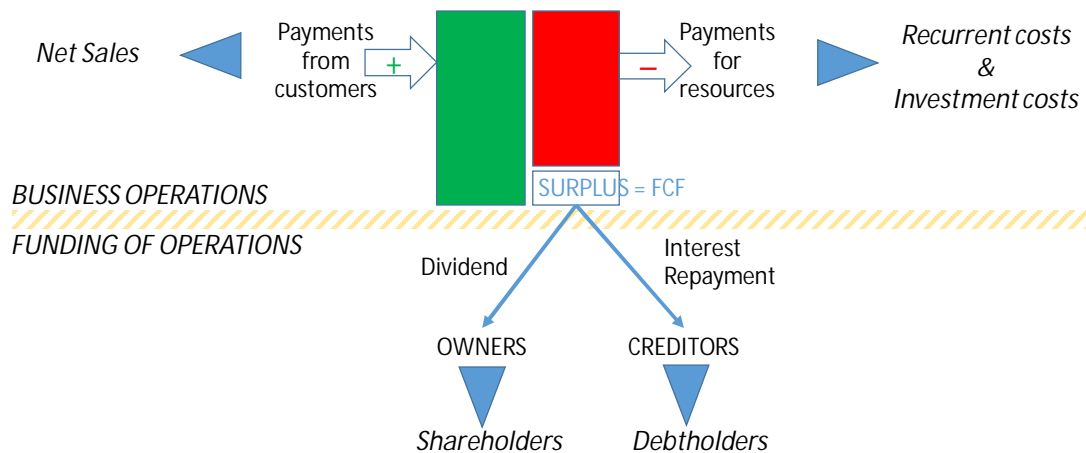 Net Sales
Payments
from
customers
+
−
Payments
for
resources
Recurrent costs
&
Investment costs
SURPLUS = FCF
BUSINESS OPERATIONS
FUNDING OF OPERATIONS
Dividend
Interest
Repayment
OWNERS
CREDITORS
Shareholders
Debtholders